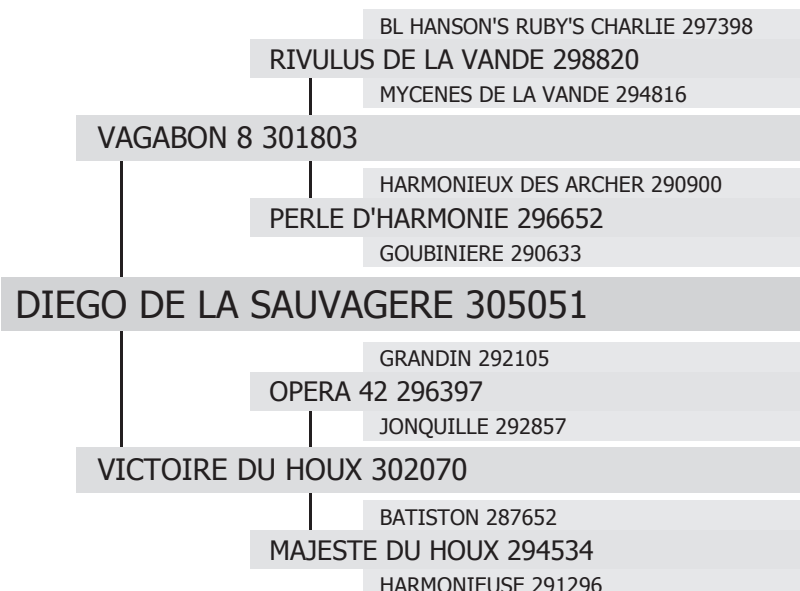 BL HANSON'S RUBY'S CHARLIE 297398
RIVULUS DE LA VANDE 298820
MYCENES DE LA VANDE 294816
VAGABON 8 301803
HARMONIEUX DES ARCHER 290900
PERLE D'HARMONIE 296652
GOUBINIERE 290633
DIEGO DE LA SAUVAGERE 305051
GRANDIN 292105
OPERA 42 296397
JONQUILLE 292857
VICTOIRE DU HOUX 302070
BATISTON 287652
MAJESTE DU HOUX 294534
HARMONIEUSE 291296